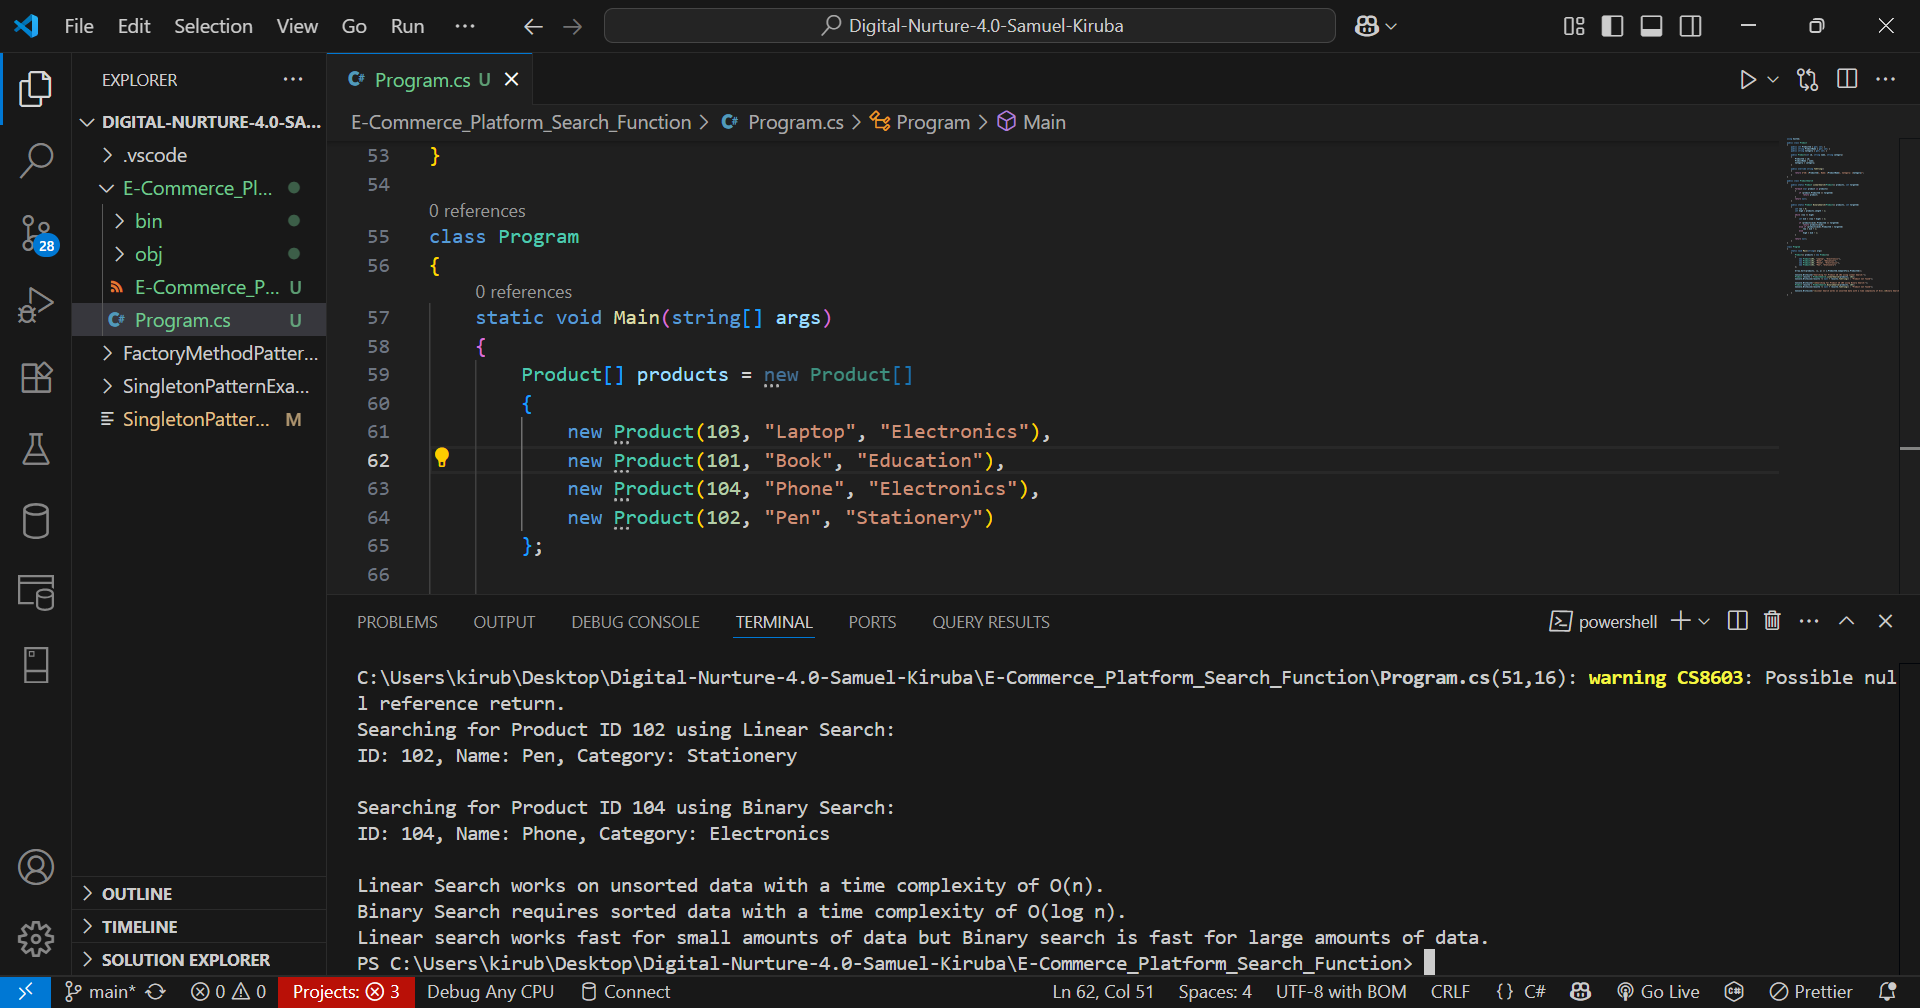 File Edit Selection View Go Run ··· Digital-Nurture-4.0-Samuel-Kiruba
EXPLORER ···
DIGITAL-NURTURE-4.0-SA...
.vscode
E-Commerce_Pl...
bin
obj
E-Commerce_P... U
Program.cs U
FactoryMethodPatter...
SingletonPatternExa...
SingletonPatter... M
28
OUTLINE
TIMELINE
SOLUTION EXPLORER
C# Program.cs U
E-Commerce_Platform_Search_Function > C# Program.cs > Program > Main
53 }
54
0 references
55 class Program
56 {
0 references
57 static void Main(string[] args)
58 {
59 Product[] products = new Product[]
60 {
61 new Product(103, "Laptop", "Electronics"),
62 new Product(101, "Book", "Education"),
63 new Product(104, "Phone", "Electronics"),
64 new Product(102, "Pen", "Stationery")
65 };
66
PROBLEMS OUTPUT DEBUG CONSOLE TERMINAL PORTS QUERY RESULTS powershell
C:\Users\kirub\Desktop\Digital-Nurture-4.0-Samuel-Kiruba\E-Commerce_Platform_Search_Function\Program.cs(51,16): warning CS8603: Possible nul
l reference return.
Searching for Product ID 102 using Linear Search:
ID: 102, Name: Pen, Category: Stationery
Searching for Product ID 104 using Binary Search:
ID: 104, Name: Phone, Category: Electronics
Linear Search works on unsorted data with a time complexity of O(n).
Binary Search requires sorted data with a time complexity of O(log n).
Linear search works fast for small amounts of data but Binary search is fast for large amounts of data.
PS C:\Users\kirub\Desktop\Digital-Nurture-4.0-Samuel-Kiruba\E-Commerce_Platform_Search_Function>
main* 0 0 Projects: 3 Debug Any CPU Connect Ln 62, Col 51 Spaces: 4 UTF-8 with BOM CRLF {} C# Go Live Prettier